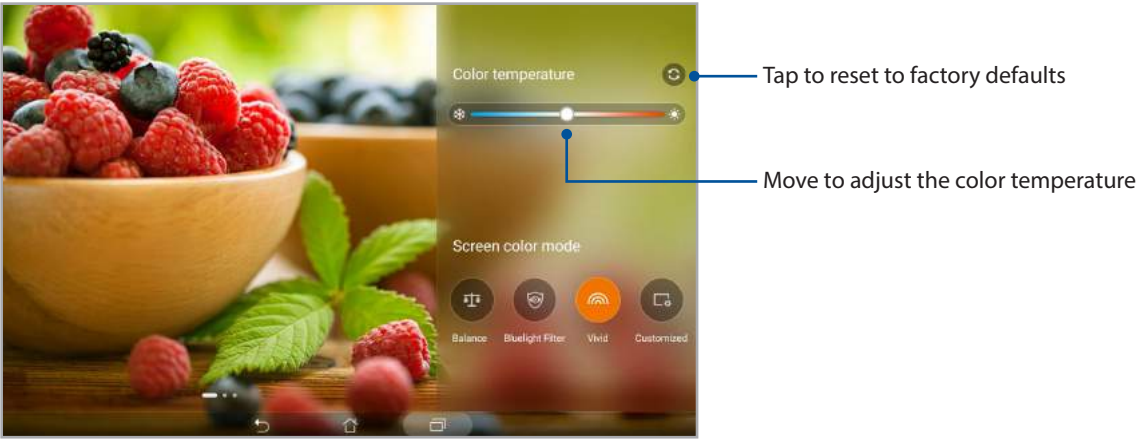 Color temperature
Tap to reset to factory defaults
Move to adjust the color temperature
Screen color mode
Balance
Bluelight Filter
Vivid
Customized